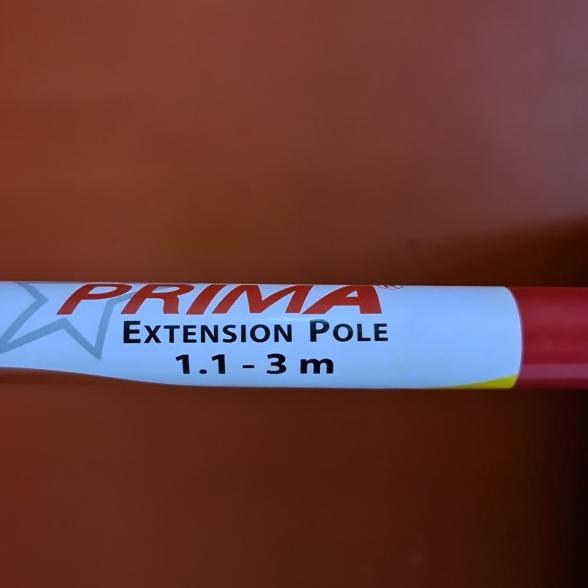 PRIMA®
EXTENSION POLE
1.1 - 3 m